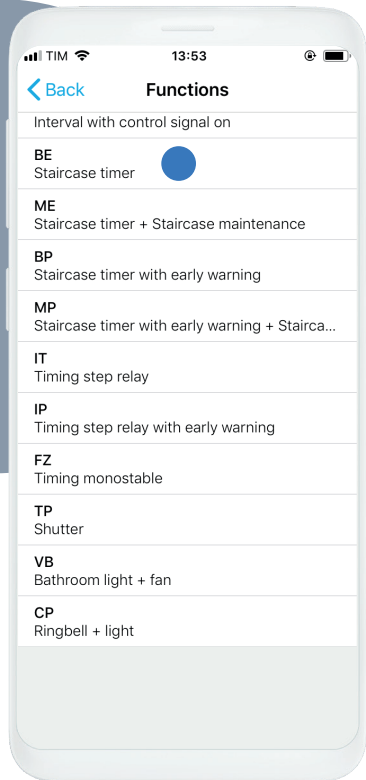 TIM
13:53
Back
Functions
Interval with control signal on
BE
Staircase timer
ME
Staircase timer + Staircase maintenance
BP
Staircase timer with early warning
MP
Staircase timer with early warning + Stairca...
IT
Timing step relay
IP
Timing step relay with early warning
FZ
Timing monostable
TP
Shutter
VB
Bathroom light + fan
CP
Ringbell + light